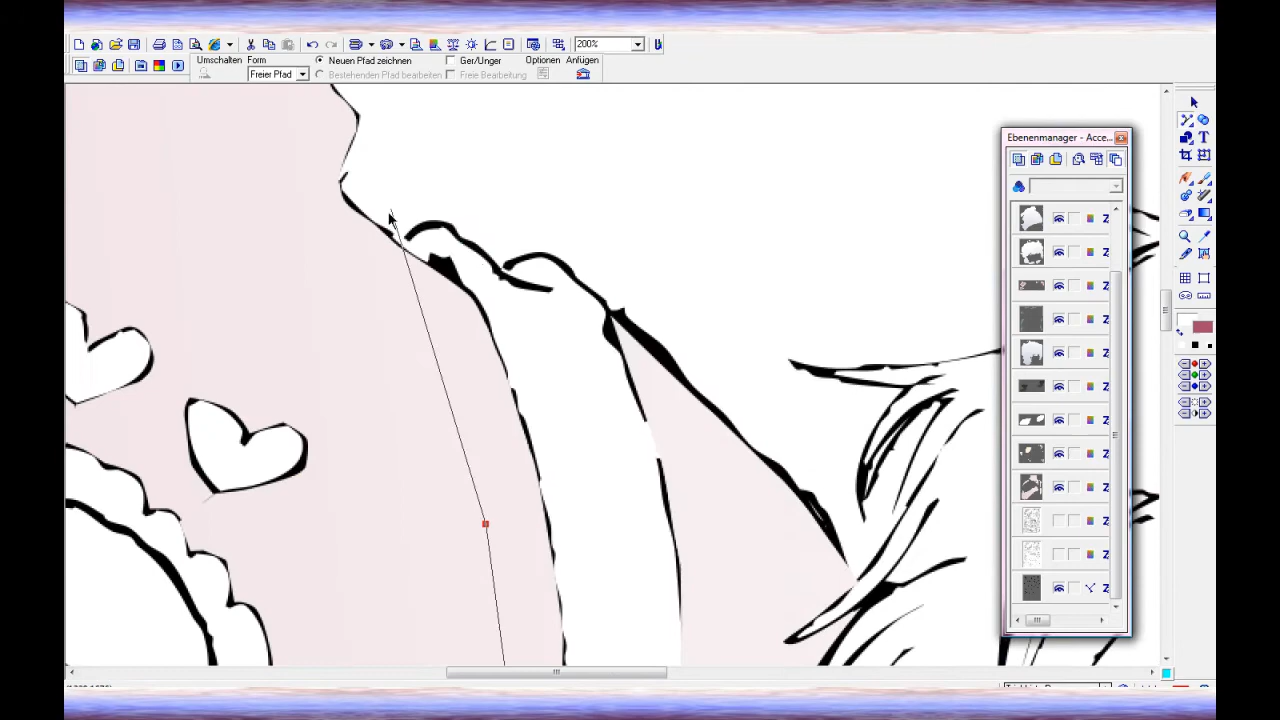 200%
Umschalten Form Neuen Pfad zeichnen Ger/Unger Optionen Anfügen
Freier Pfad Bestehenden Pfad bearbeiten Freie Bearbeitung
Ebenenmanager - Acce...